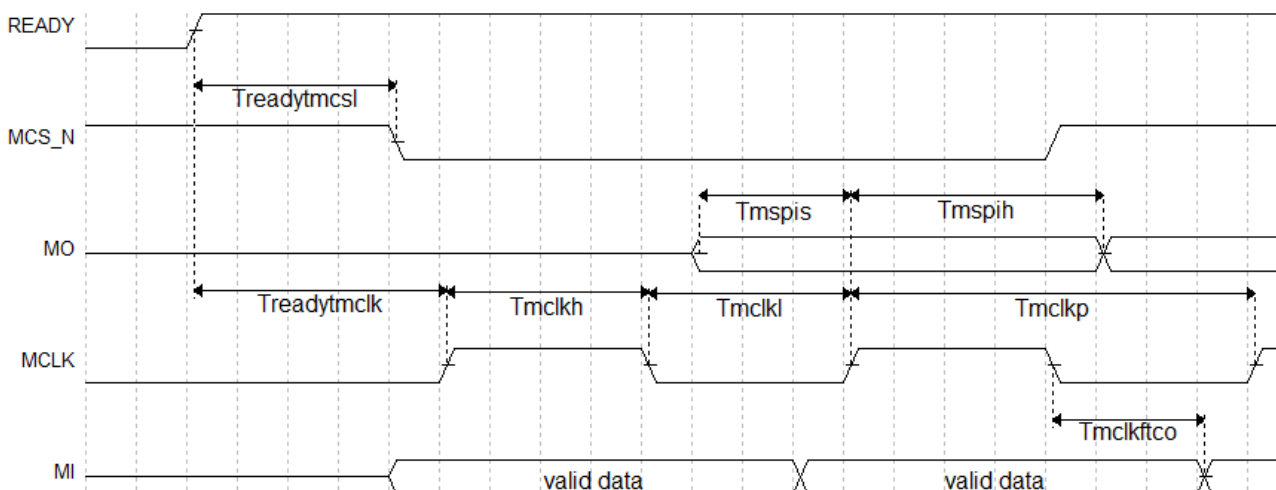 READY
Treadytmcsl
MCS_N
Tmspis
Tmspih
MO
Treadytmclk
Tmclkh
Tmclkl
Tmclkp
MCLK
Tmclkftco
MI
valid data
valid data